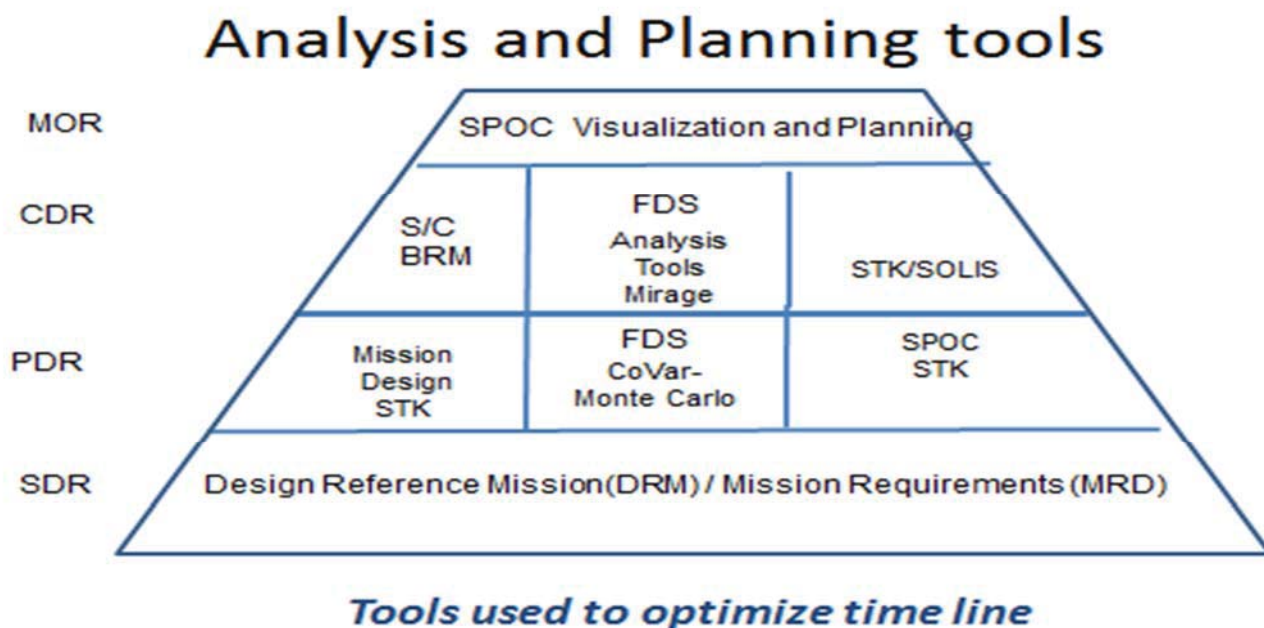 Analysis and Planning tools
MOR
SPOC Visualization and Planning
CDR
S/C
BRM
FDS
Analysis
Tools
Mirage
STK/SOLIS
PDR
Mission
Design
STK
FDS
CoVar-
Monte Carlo
SPOC
STK
SDR
Design Reference Mission(DRM) / Mission Requirements (MRD)
Tools used to optimize time line